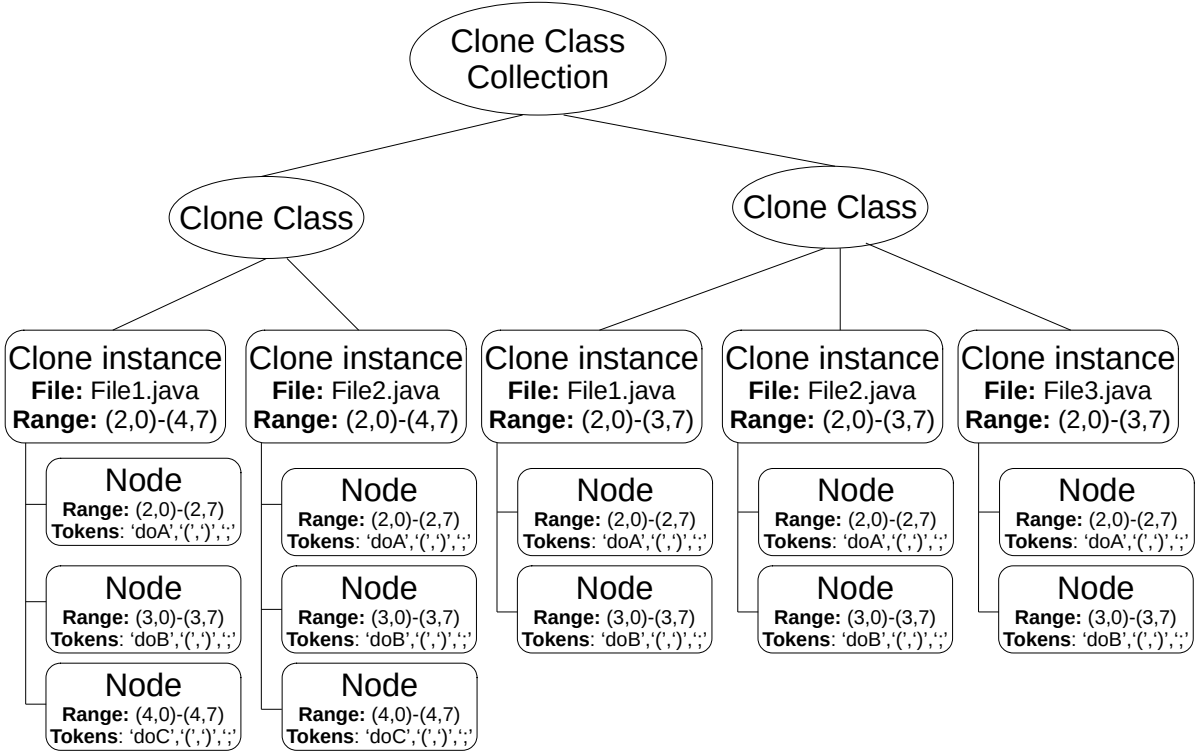 Clone Class
Collection
Clone Class
Clone Class
Clone instance
File: File1.java
Range: (2,0)-(4,7)
Clone instance
File: File2.java
Range: (2,0)-(4,7)
Clone instance
File: File1.java
Range: (2,0)-(3,7)
Clone instance
File: File2.java
Range: (2,0)-(3,7)
Clone instance
File: File3.java
Range: (2,0)-(3,7)
Node
Range: (2,0)-(2,7)
Tokens: ‘doA’,‘(’,‘)’,‘;’
Node
Range: (3,0)-(3,7)
Tokens: ‘doB’,‘(’,‘)’,‘;’
Node
Range: (4,0)-(4,7)
Tokens: ‘doC’,‘(’,‘)’,‘;’
Node
Range: (2,0)-(2,7)
Tokens: ‘doA’,‘(’,‘)’,‘;’
Node
Range: (3,0)-(3,7)
Tokens: ‘doB’,‘(’,‘)’,‘;’
Node
Range: (4,0)-(4,7)
Tokens: ‘doC’,‘(’,‘)’,‘;’
Node
Range: (2,0)-(2,7)
Tokens: ‘doA’,‘(’,‘)’,‘;’
Node
Range: (3,0)-(3,7)
Tokens: ‘doB’,‘(’,‘)’,‘;’
Node
Range: (2,0)-(2,7)
Tokens: ‘doA’,‘(’,‘)’,‘;’
Node
Range: (3,0)-(3,7)
Tokens: ‘doB’,‘(’,‘)’,‘;’
Node
Range: (2,0)-(2,7)
Tokens: ‘doA’,‘(’,‘)’,‘;’
Node
Range: (3,0)-(3,7)
Tokens: ‘doB’,‘(’,‘)’,‘;’